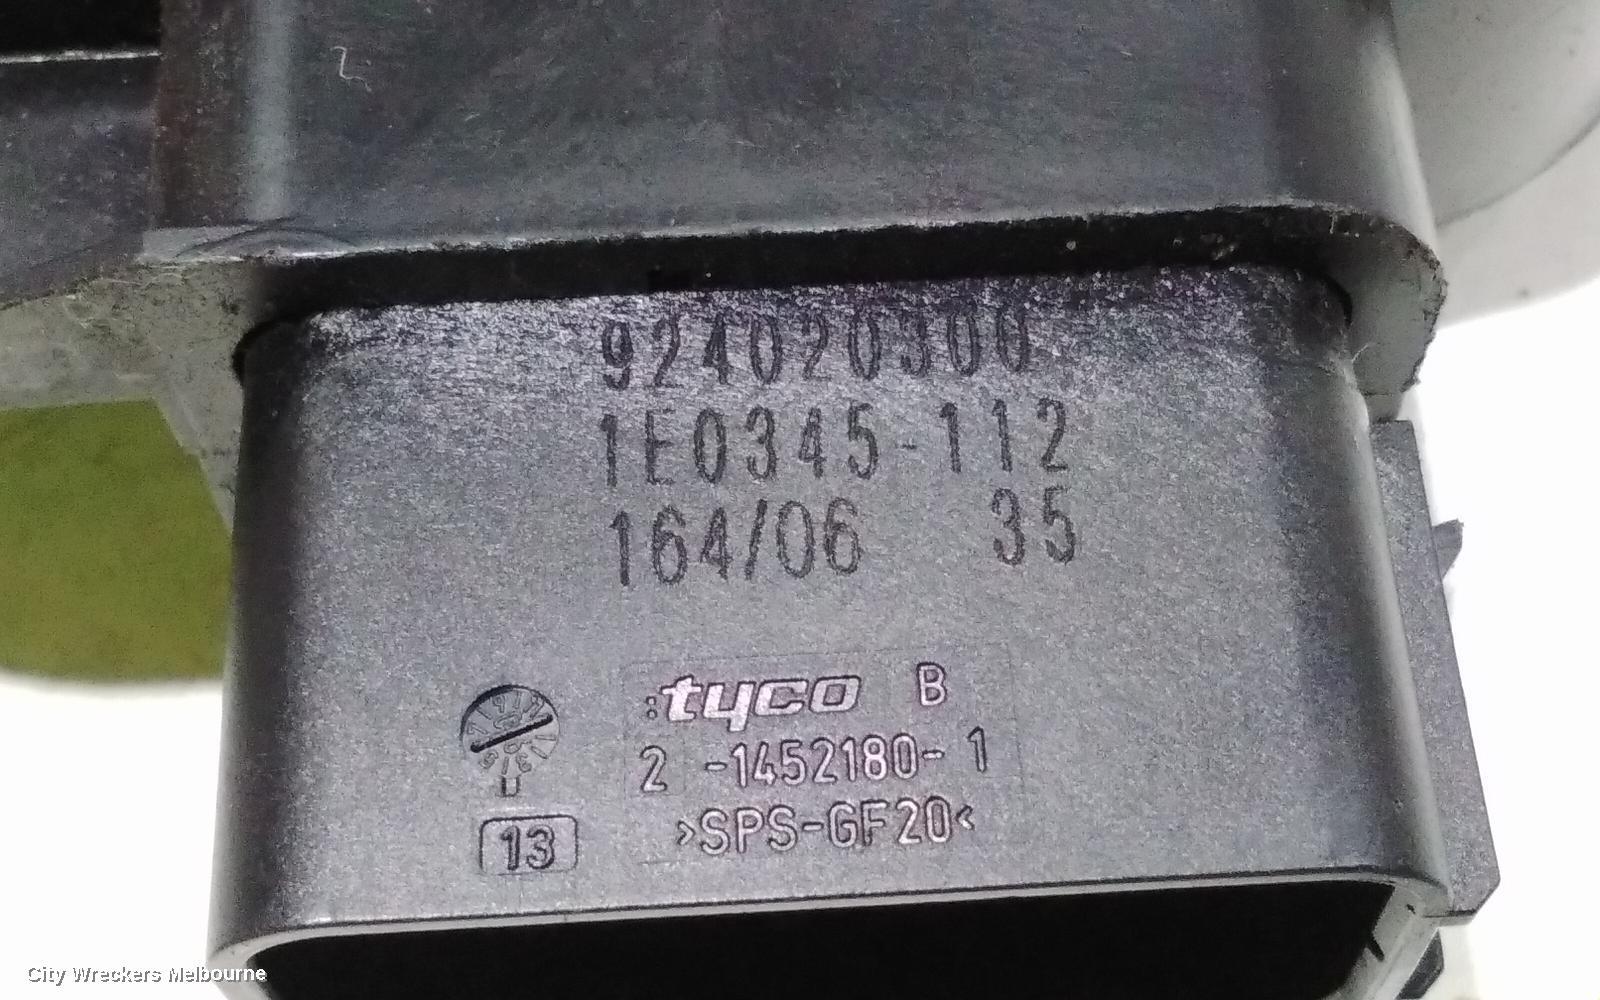 924020300
1E0345-112
164/06 35
:tyco B
2 -1452180- 1
>SPS-GF20<
13
City Wreckers Melbourne